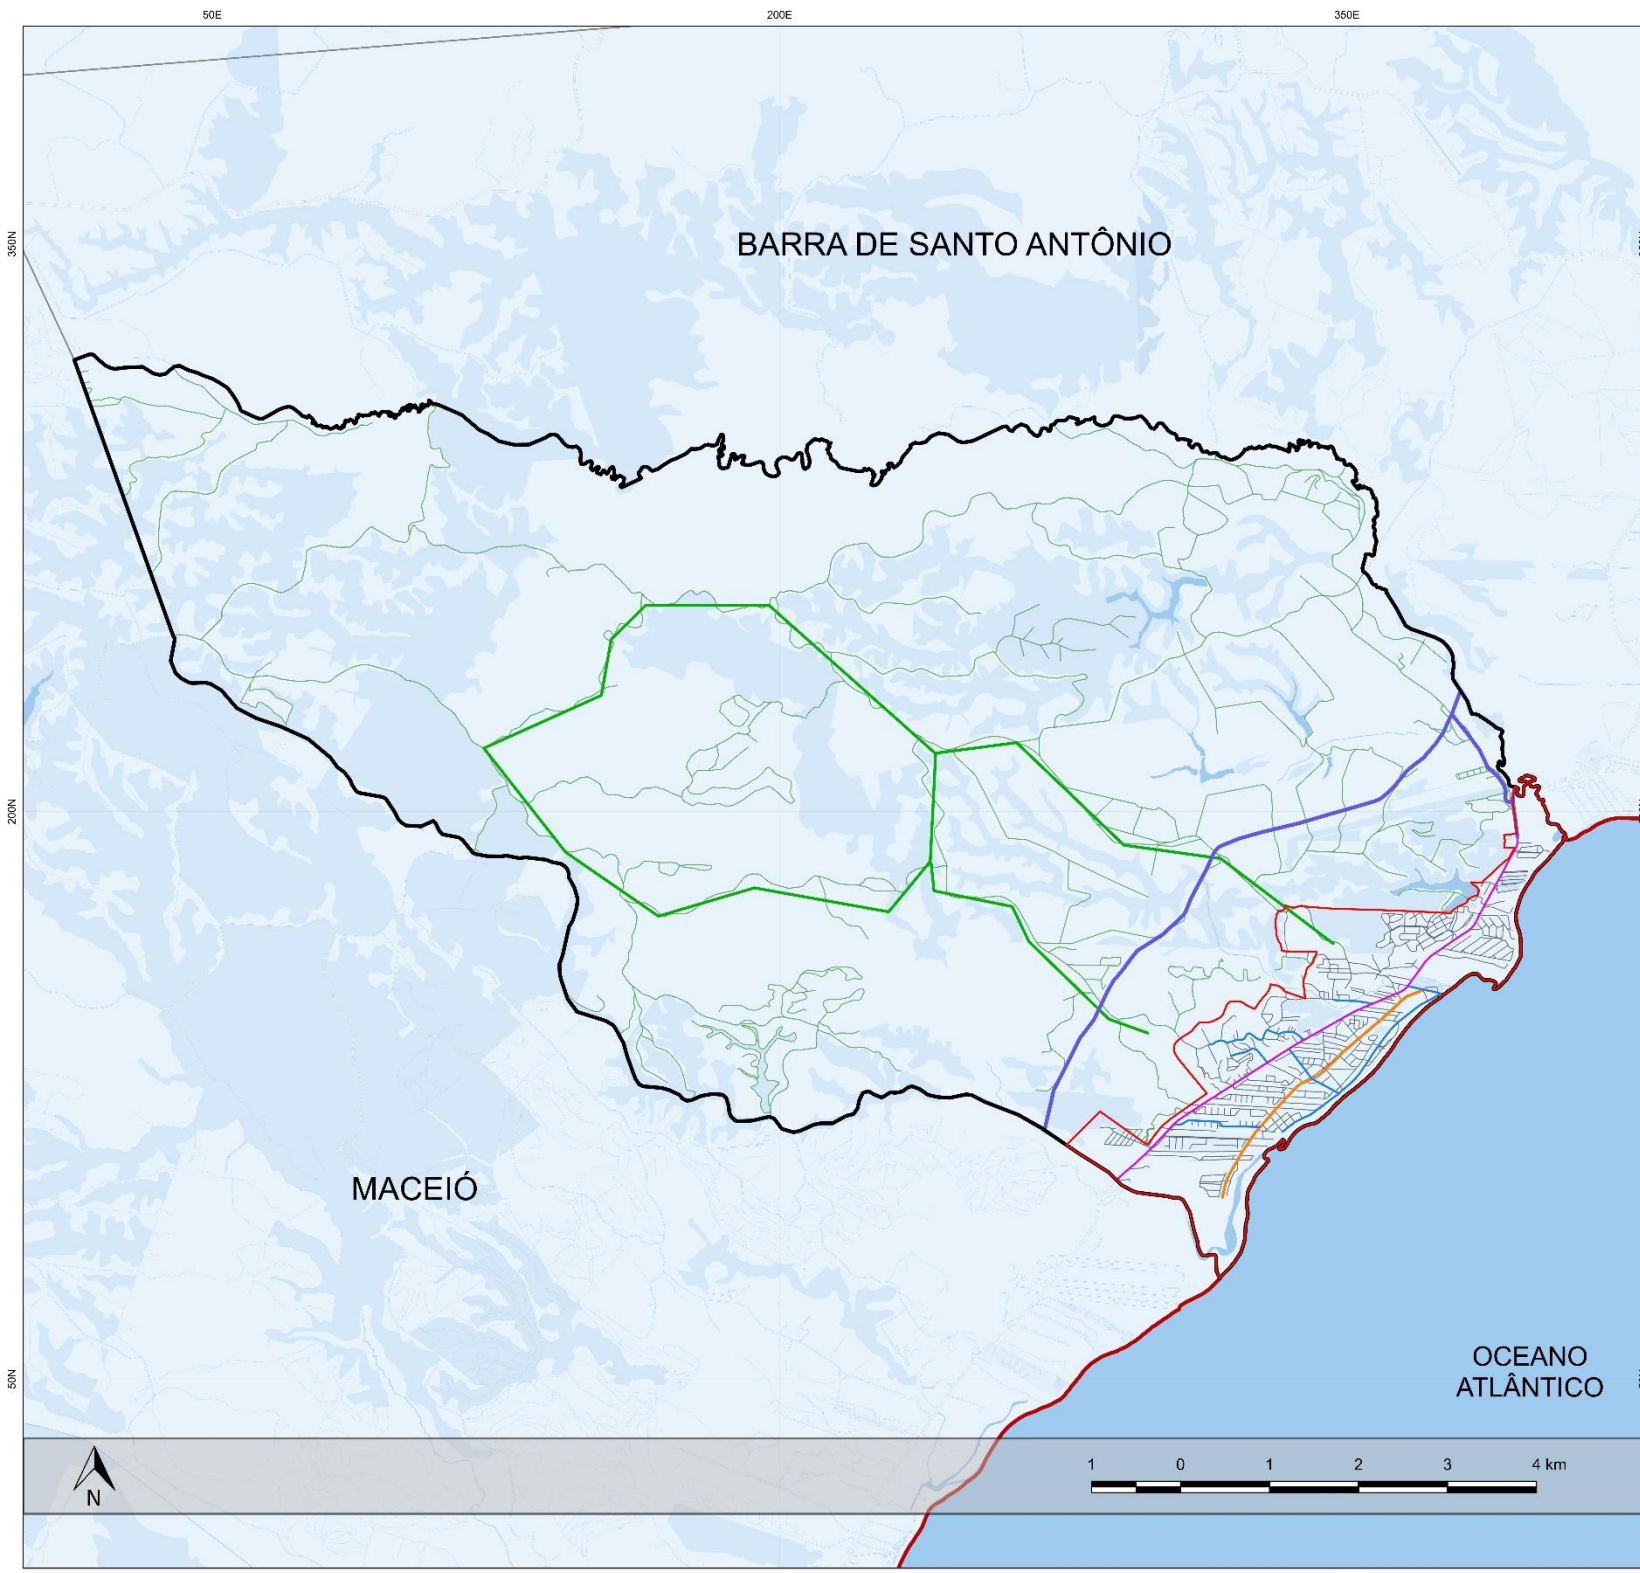 50E
200E
350E
350N
BARRA DE SANTO ANTÔNIO
200N
MACEIÓ
OCEANO
ATLÂNTICO
50N
1 0 1 2 3 4 km
N